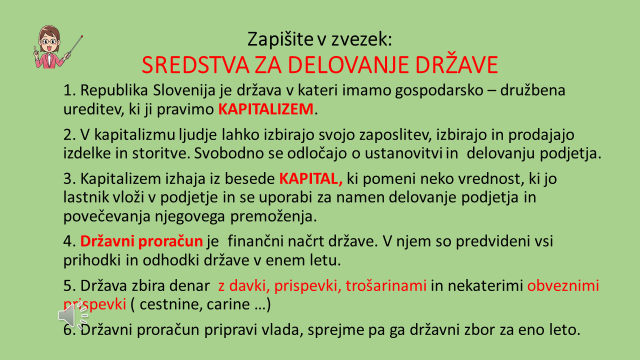 Zapišite v zvezek:
SREDSTVA ZA DELOVANJE DRŽAVE
1. Republika Slovenija je država v kateri imamo gospodarsko – družbena
ureditev, ki ji pravimo KAPITALIZEM.
2. V kapitalizmu ljudje lahko izbirajo svojo zaposlitev, izbirajo in prodajajo
izdelke in storitve. Svobodno se odločajo o ustanovitvi in delovanju podjetja.
3. Kapitalizem izhaja iz besede KAPITAL, ki pomeni neko vrednost, ki jo
lastnik vloži v podjetje in se uporabi za namen delovanje podjetja in
povečevanja njegovega premoženja.
4. Državni proračun je finančni načrt države. V njem so predvideni vsi
prihodki in odhodki države v enem letu.
5. Država zbira denar z davki, prispevki, trošarinami in nekaterimi obveznimi
prispevki ( cestnine, carine …)
6. Državni proračun pripravi vlada, sprejme pa ga državni zbor za eno leto.